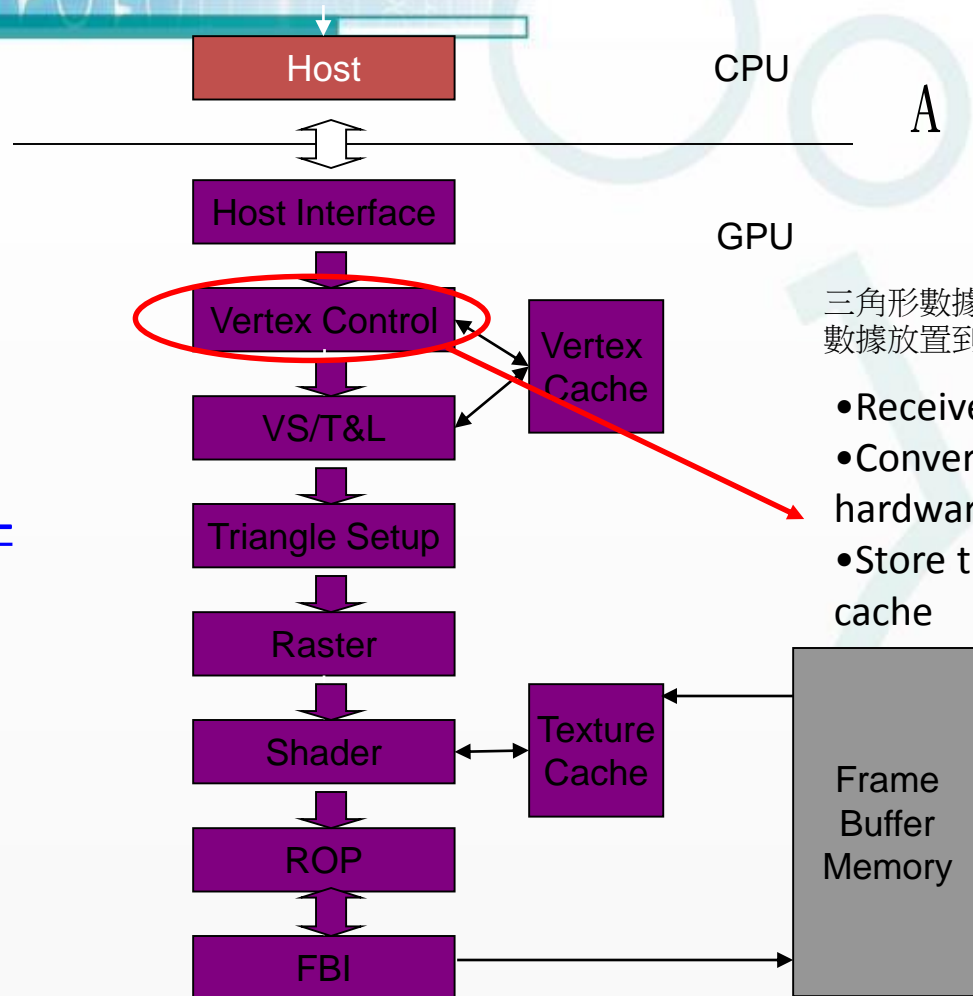 Host
CPU
A
Host Interface
GPU
Vertex Control
三角形數據
數據放置到
Vertex
Cache
•Receive
VS/T&L
•Conver
hardwar
Triangle Setup
•Store t
cache
Raster
Shader
Texture
Cache
Frame
Buffer
Memory
ROP
FBI